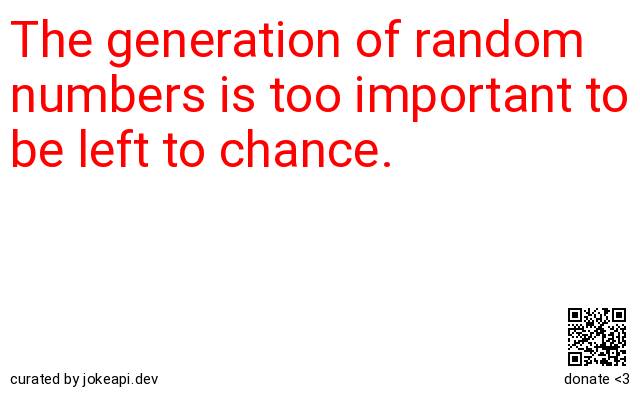 The generation of random
numbers is too important to
be left to chance.
curated by jokeapi.dev
donate <3